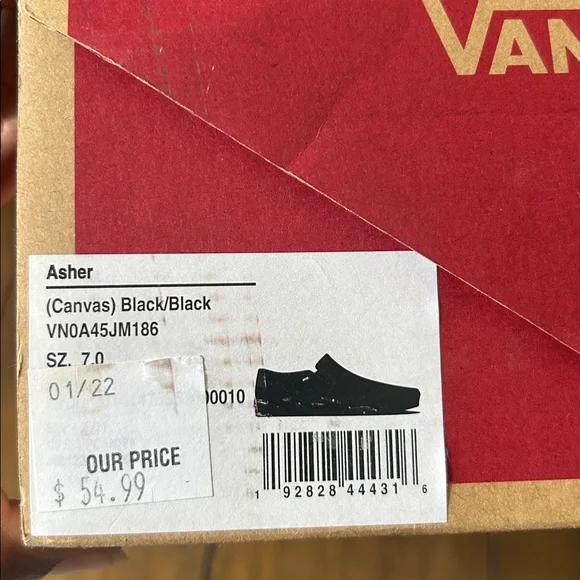 VAN
Asher
(Canvas) Black/Black
VN0A45JM186
SZ. 7.0
01/22
00010
OUR PRICE
$ 54.99
1 92828 44431 6